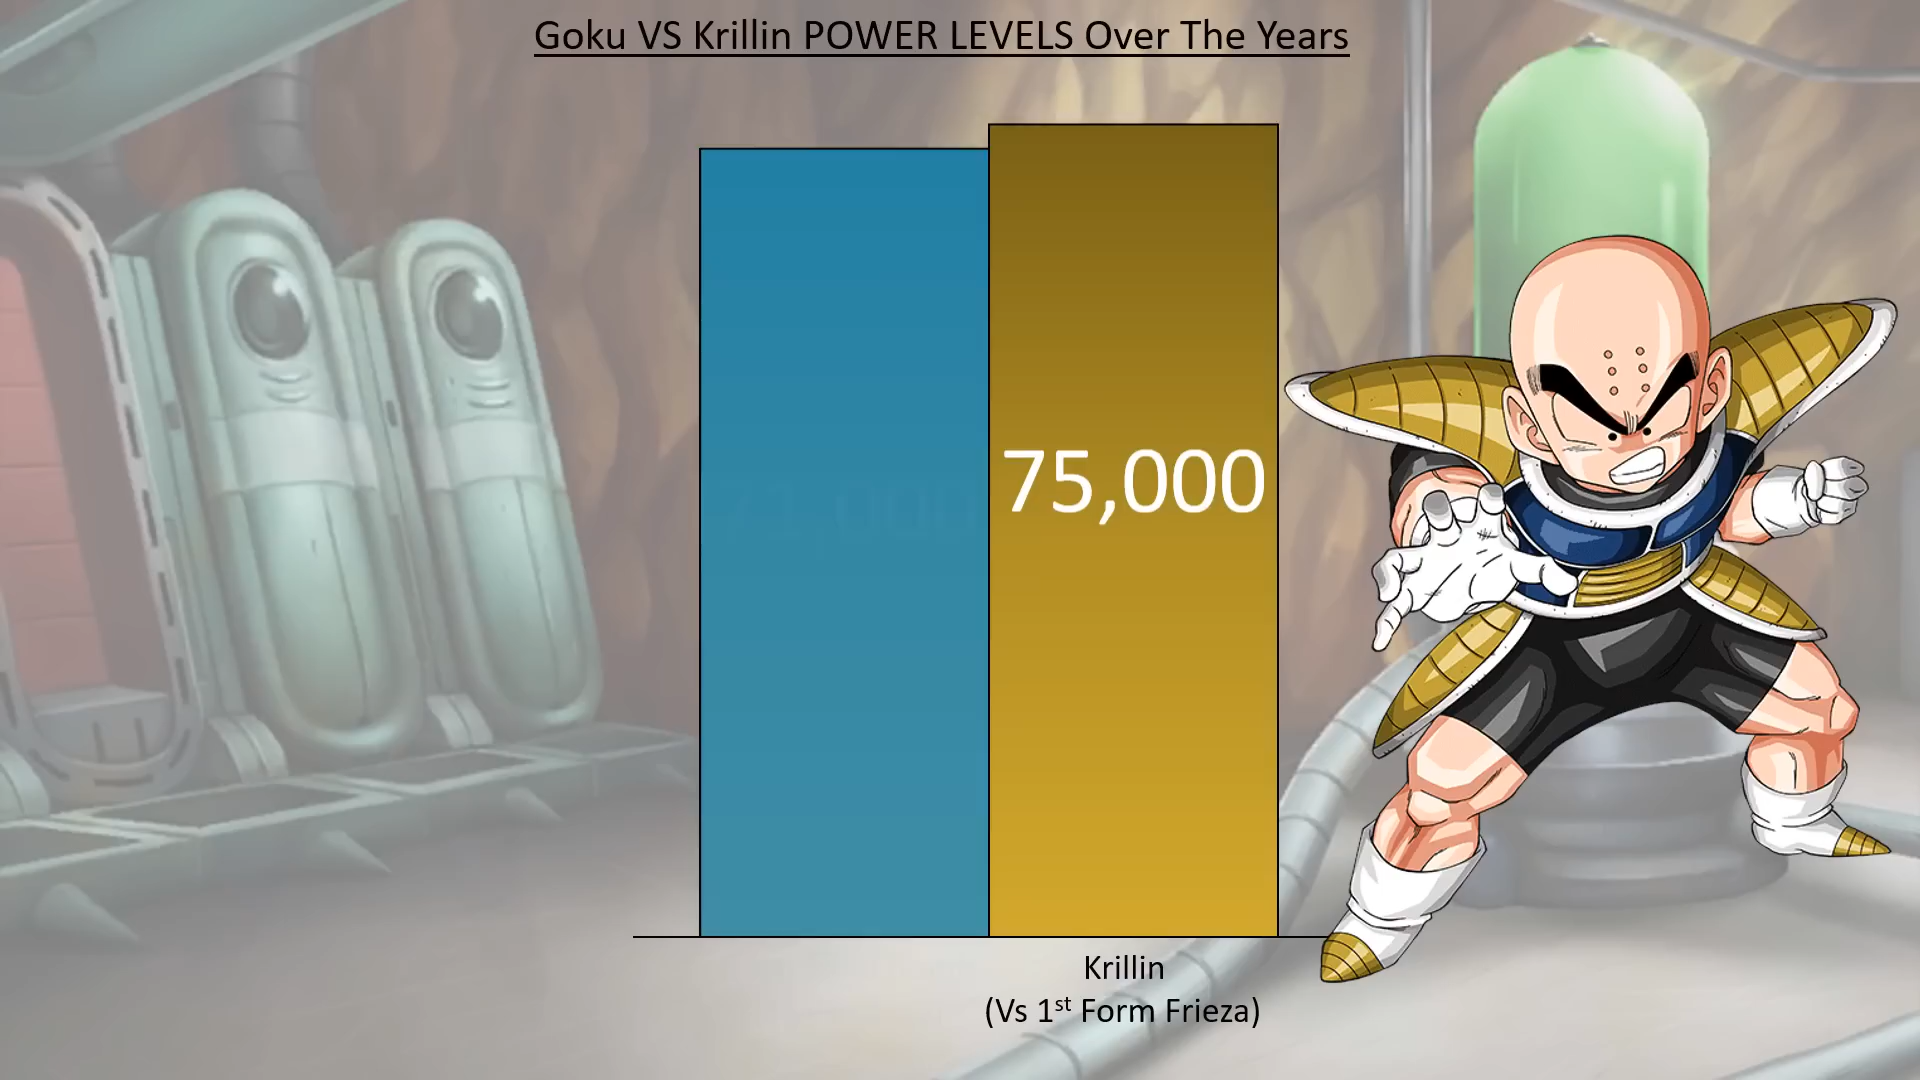 Goku VS Krillin POWER LEVELS Over The Years
75,000
Krillin
(Vs 1st Form Frieza)